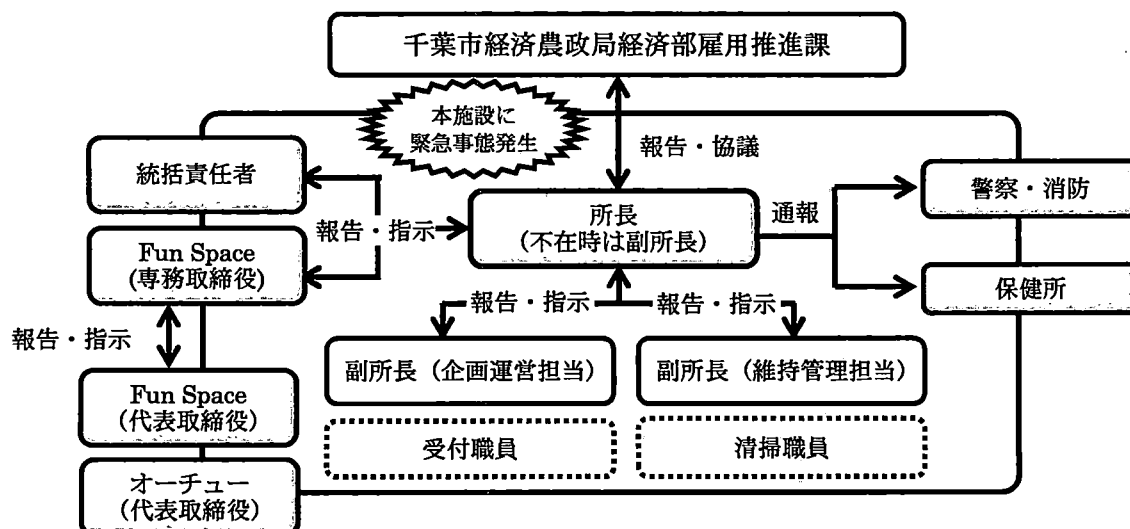 千葉市経済農政局経済部雇用推進課
本施設に
緊急事態発生
報告・協議
統括責任者
警察・消防
報告・指示
所長
(不在時は副所長)
通報
Fun Space
(専務取締役)
保健所
報告・指示
報告・指示
報告・指示
副所長（企画運営担当）
副所長（維持管理担当）
Fun Space
(代表取締役)
受付職員
清掃職員
オーチュー
(代表取締役)